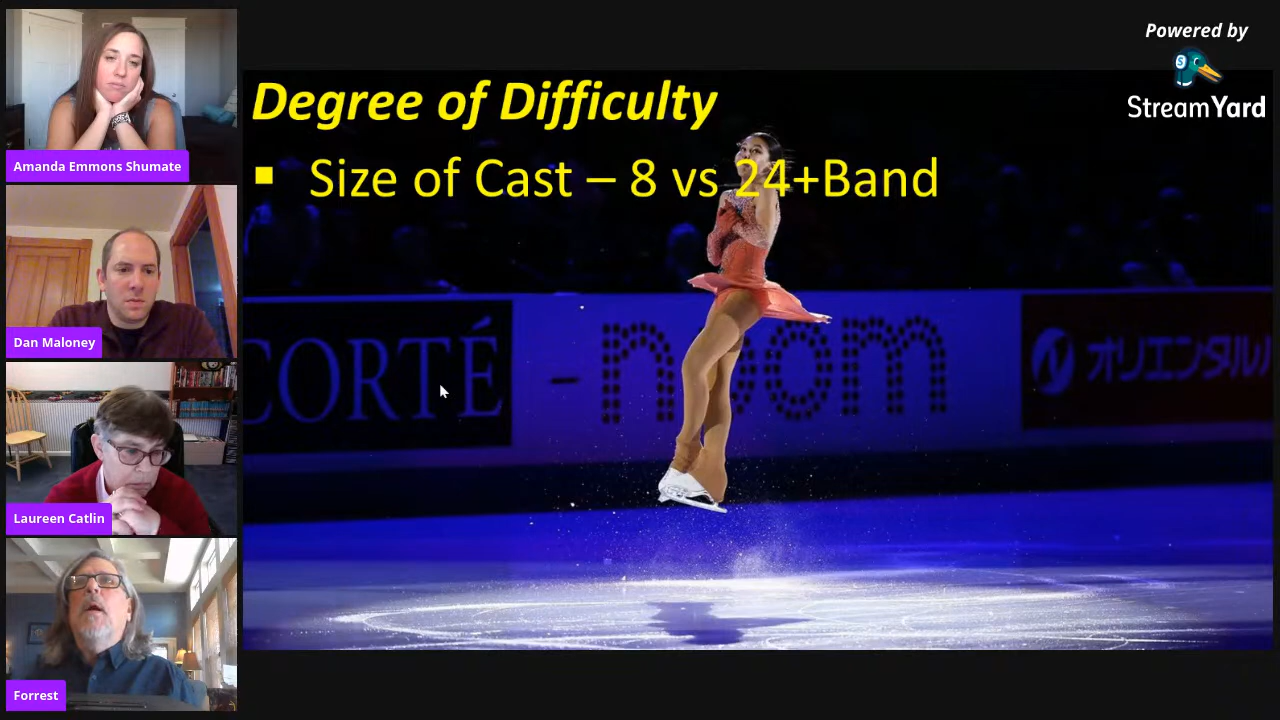 Powered by
StreamYard
Degree of Difficulty
▪ Size of Cast – 8 vs 24+Band
Amanda Emmons Shumate
Dan Maloney
Laureen Catlin
Forrest
CORTÉ
noom
オリエンタル